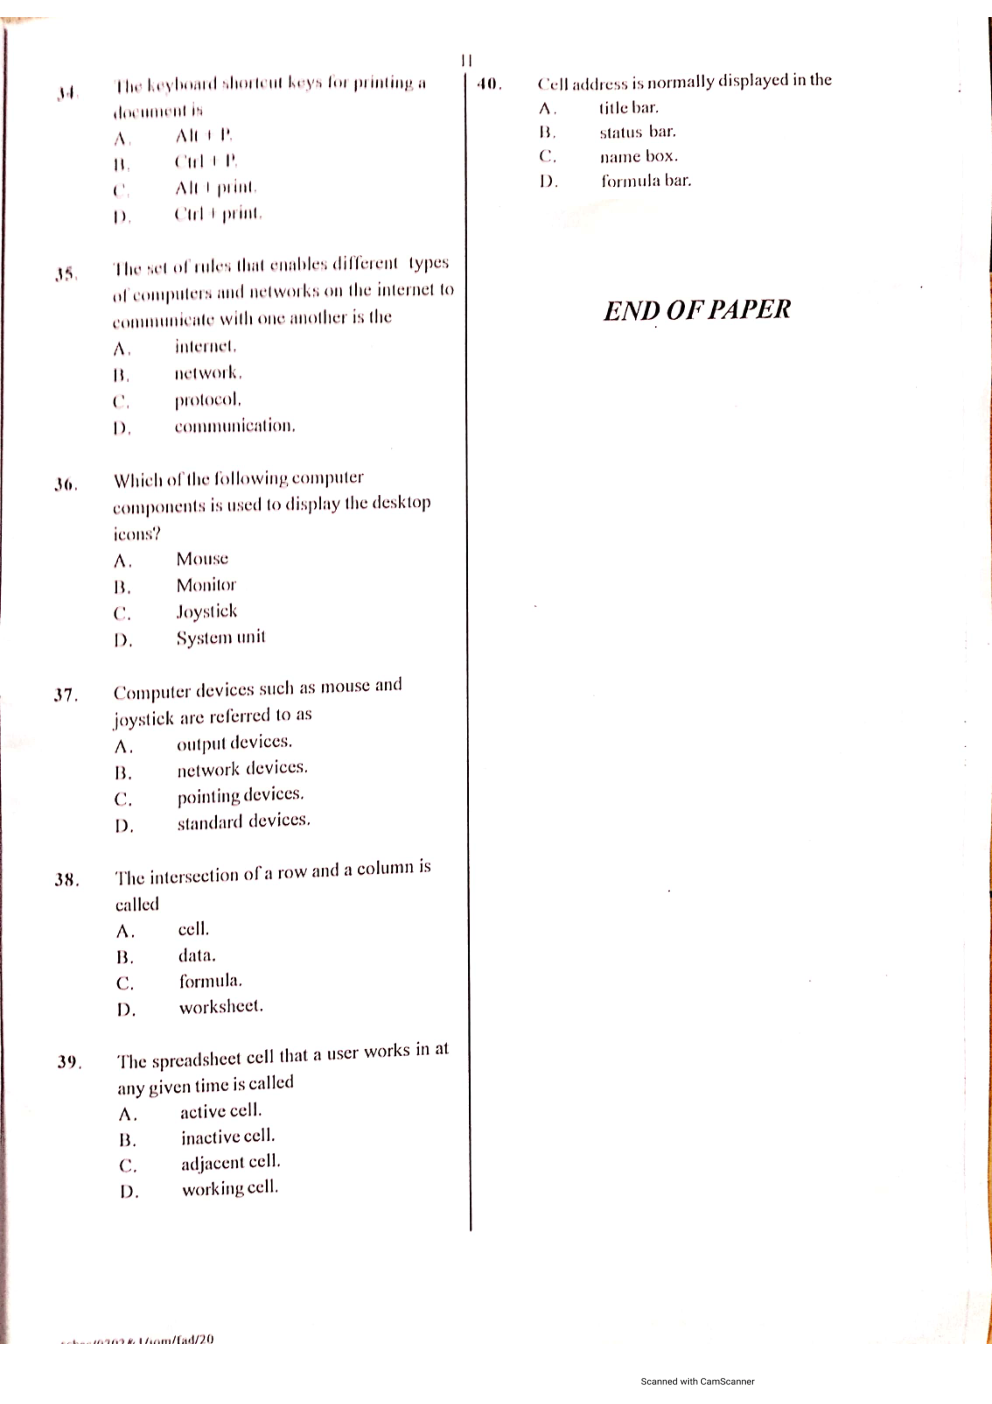 11
34. The keyboard shortcut keys for printing a
document is
A. Alt + P.
B. Ctrl + P.
C. Alt + print.
D. Ctrl + print.
35. The set of rules that enables different types
of computers and networks on the internet to
communicate with one another is the
A. internet.
B. network.
C. protocol.
D. communication.
36. Which of the following computer
components is used to display the desktop
icons?
A. Mouse
B. Monitor
C. Joystick
D. System unit
37. Computer devices such as mouse and
joystick are referred to as
A. output devices.
B. network devices.
C. pointing devices.
D. standard devices.
38. The intersection of a row and a column is
called
A. cell.
B. data.
C. formula.
D. worksheet.
39. The spreadsheet cell that a user works in at
any given time is called
A. active cell.
B. inactive cell.
C. adjacent cell.
D. working cell.
40. Cell address is normally displayed in the
A. title bar.
B. status bar.
C. name box.
D. formula bar.
END OF PAPER
/fad/20
Scanned with CamScanner